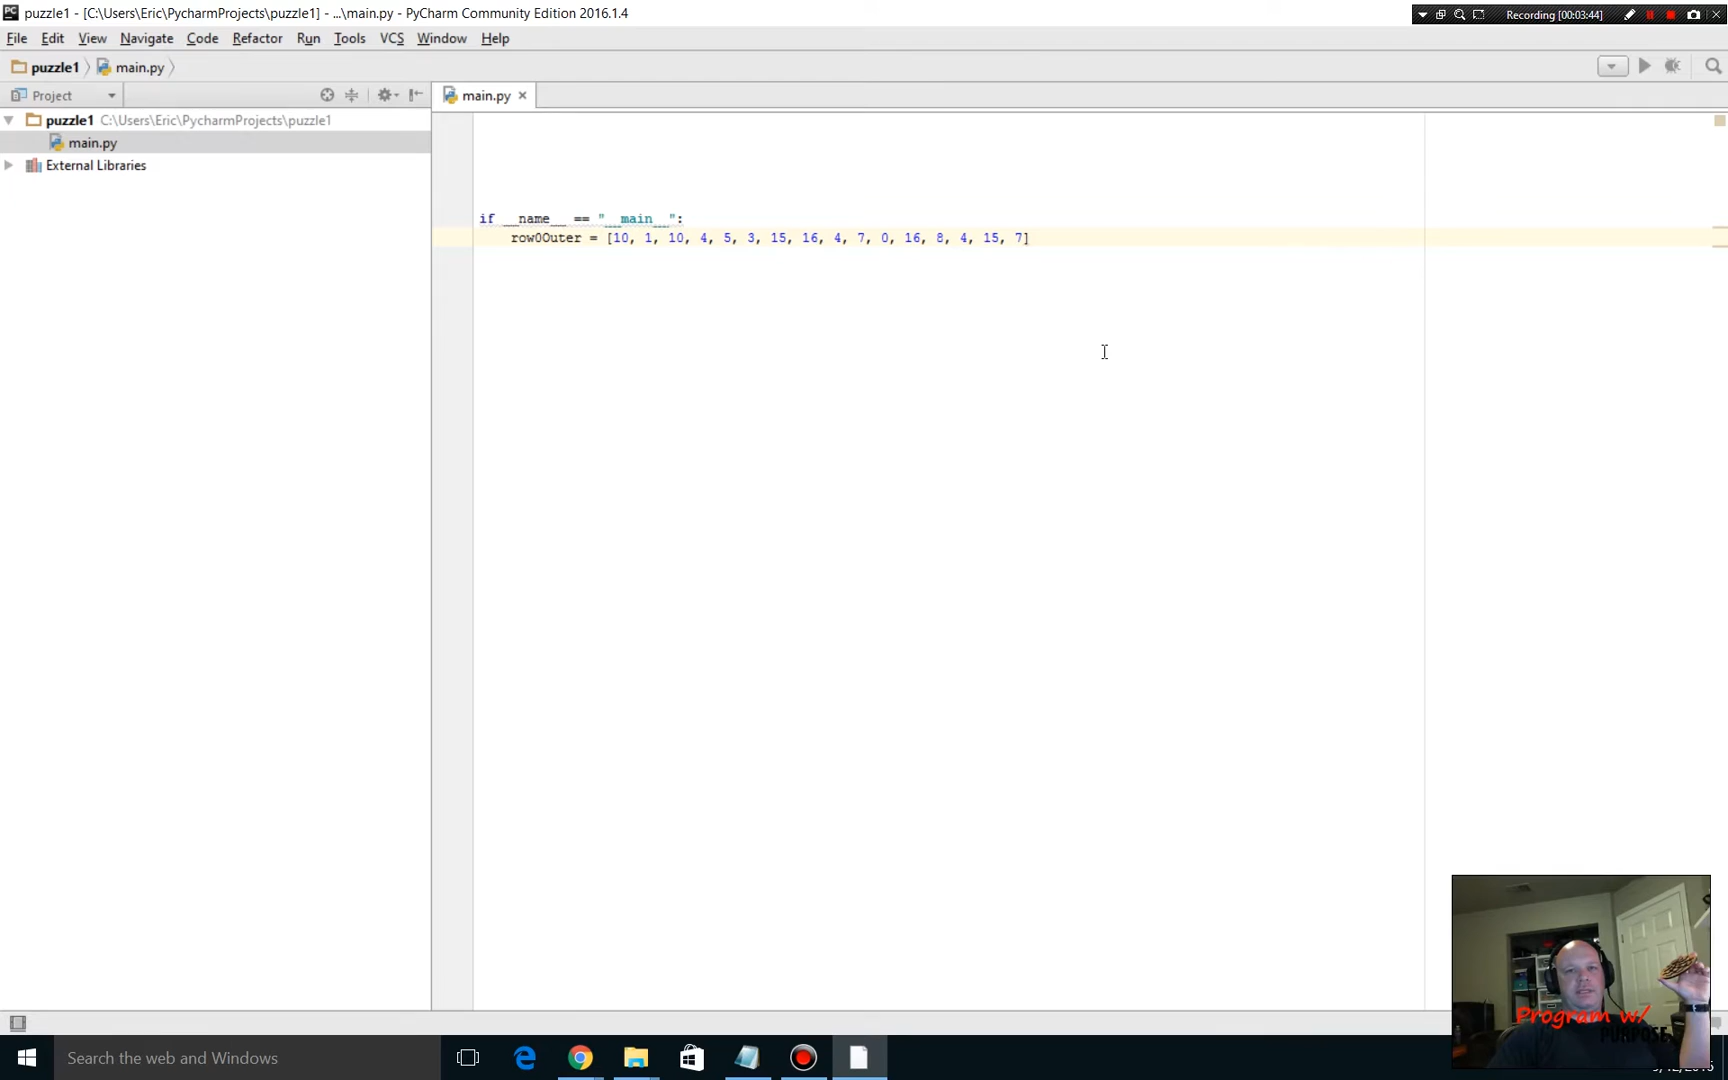 puzzle1 - [C:\Users\Eric\PycharmProjects\puzzle1] - ...\main.py - PyCharm Community Edition 2016.1.4
Recording [00:03:44]
File Edit View Navigate Code Refactor Run Tools VCS Window Help
puzzle1 main.py
Project
main.py
puzzle1 C:\Users\Eric\PycharmProjects\puzzle1
main.py
External Libraries
if __name__ == "__main__":
row0Outer = [10, 1, 10, 4, 5, 3, 15, 16, 4, 7, 0, 16, 8, 4, 15, 7]
Program w/
PURPOSE
Search the web and Windows